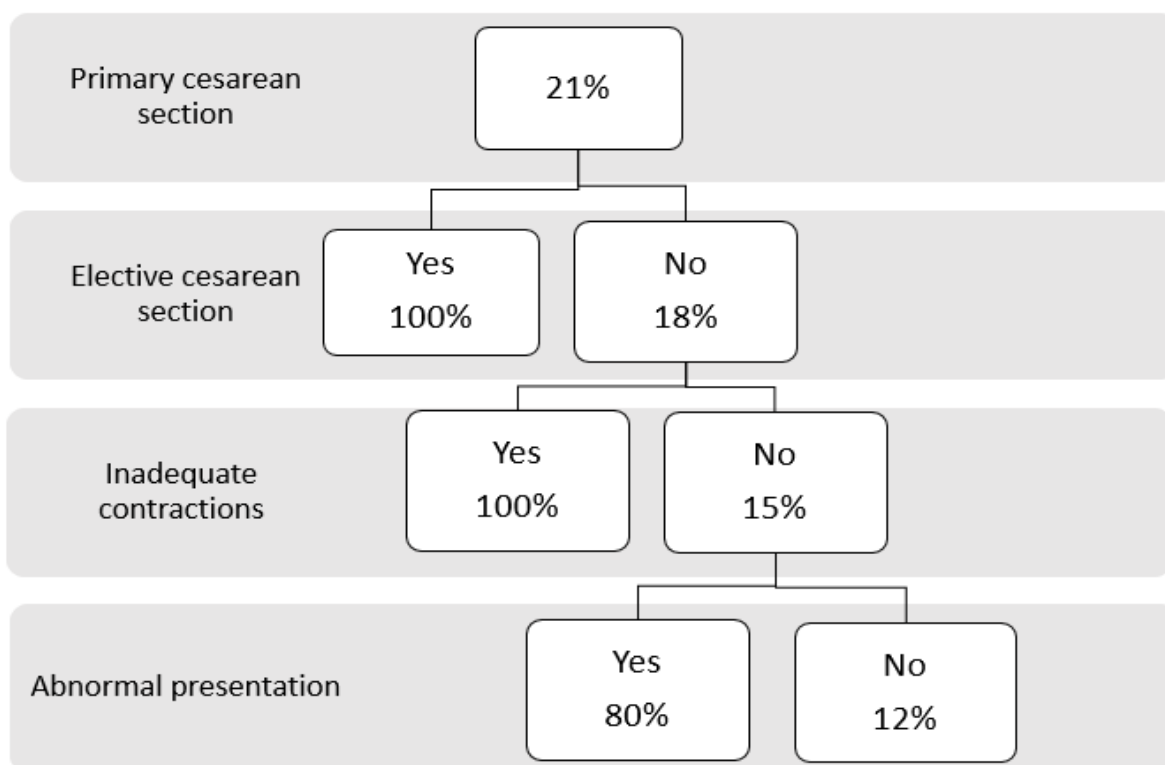 Primary cesarean
section
21%
Elective cesarean
section
Yes
100%
No
18%
Inadequate
contractions
Yes
100%
No
15%
Abnormal presentation
Yes
80%
No
12%